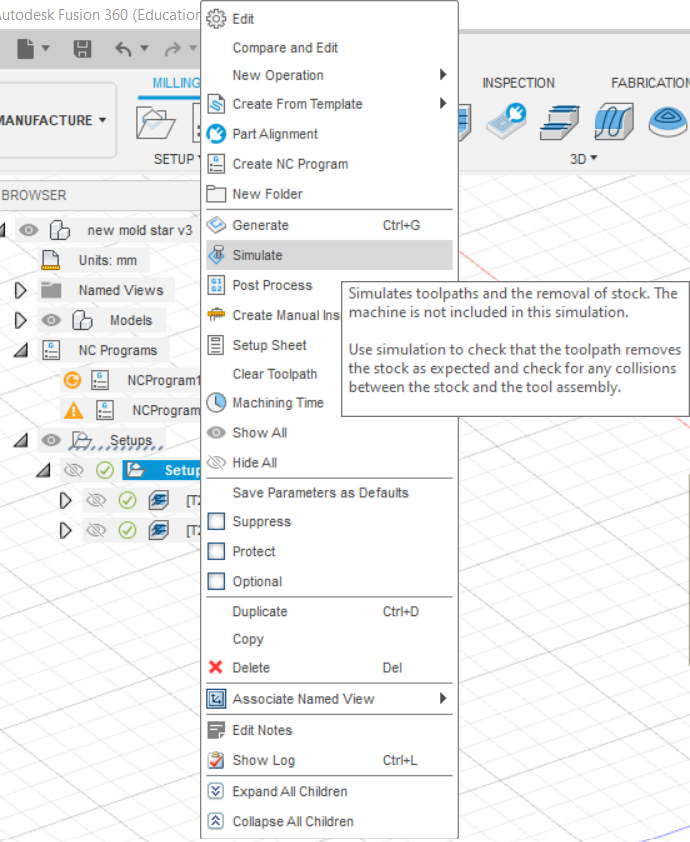 Autodesk Fusion 360 (Education
MILLING
INSPECTION
FABRICATION
MANUFACTURE
SETUP
3D
BROWSER
new mold star v3
Units: mm
Named Views
Models
NC Programs
NCProgram1
NCProgram
Setups
Setup
[T2
[T2
Edit
Compare and Edit
New Operation
Create From Template
Part Alignment
Create NC Program
New Folder
Generate Ctrl+G
Simulate
Post Process
Create Manual Ins
Setup Sheet
Clear Toolpath
Machining Time
Show All
Hide All
Save Parameters as Defaults
Suppress
Protect
Optional
Duplicate Ctrl+D
Copy
Delete Del
Associate Named View
Edit Notes
Show Log Ctrl+L
Expand All Children
Collapse All Children
Simulates toolpaths and the removal of stock. The
machine is not included in this simulation.
Use simulation to check that the toolpath removes
the stock as expected and check for any collisions
between the stock and the tool assembly.